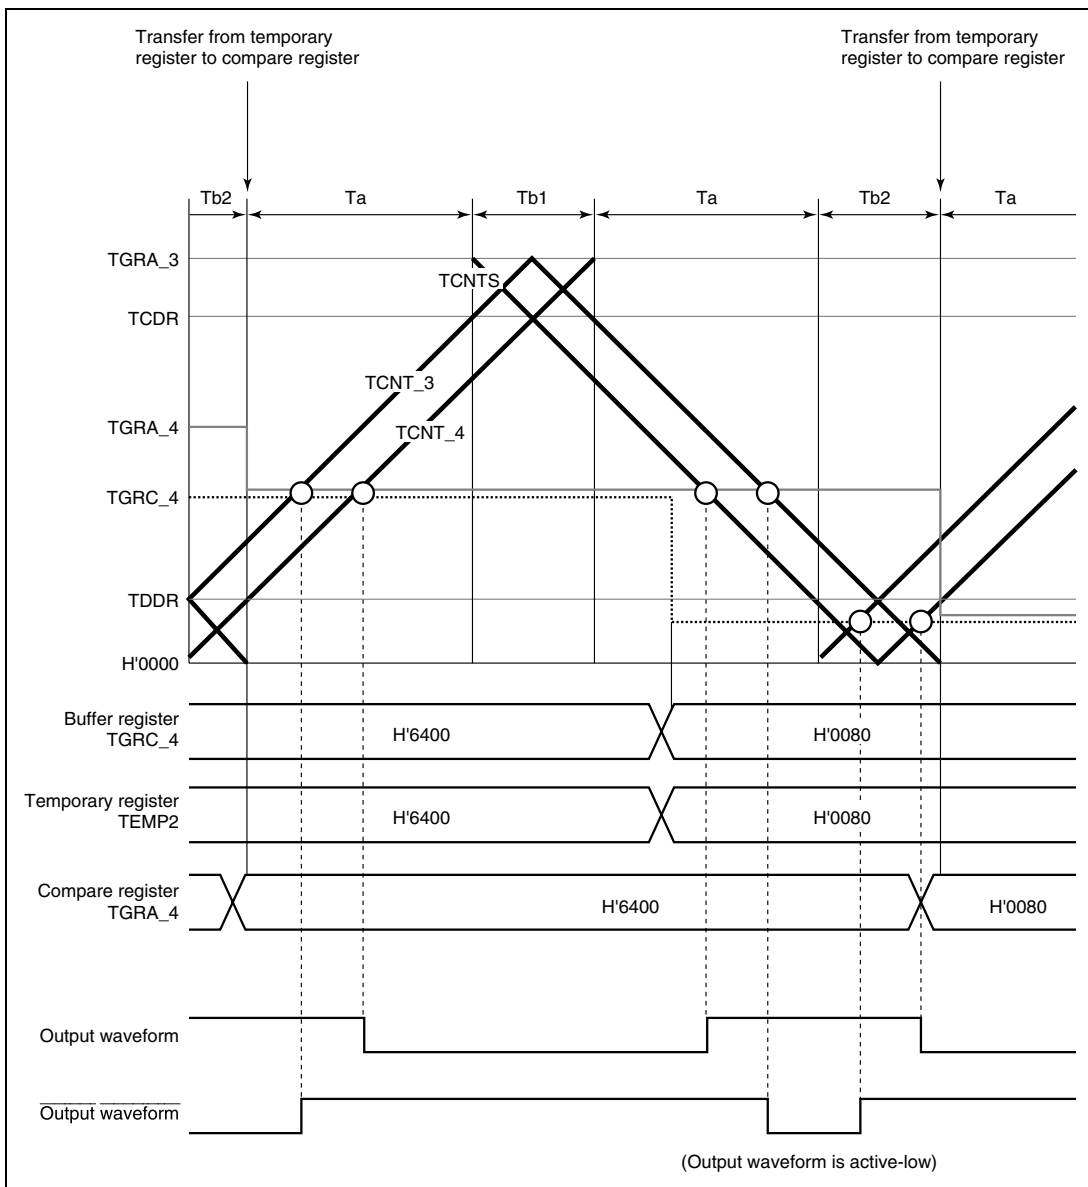 Transfer from temporary
register to compare register
Transfer from temporary
register to compare register
Tb2
Ta
Tb1
Ta
Tb2
Ta
TGRA_3
TCNTS
TCDR
TCNT_3
TGRA_4
TCNT_4
TGRC_4
TDDR
H'0000
Buffer register
TGRC_4
H'6400
H'0080
Temporary register
TEMP2
H'6400
H'0080
Compare register
TGRA_4
H'6400
H'0080
Output waveform
Output waveform
(Output waveform is active-low)